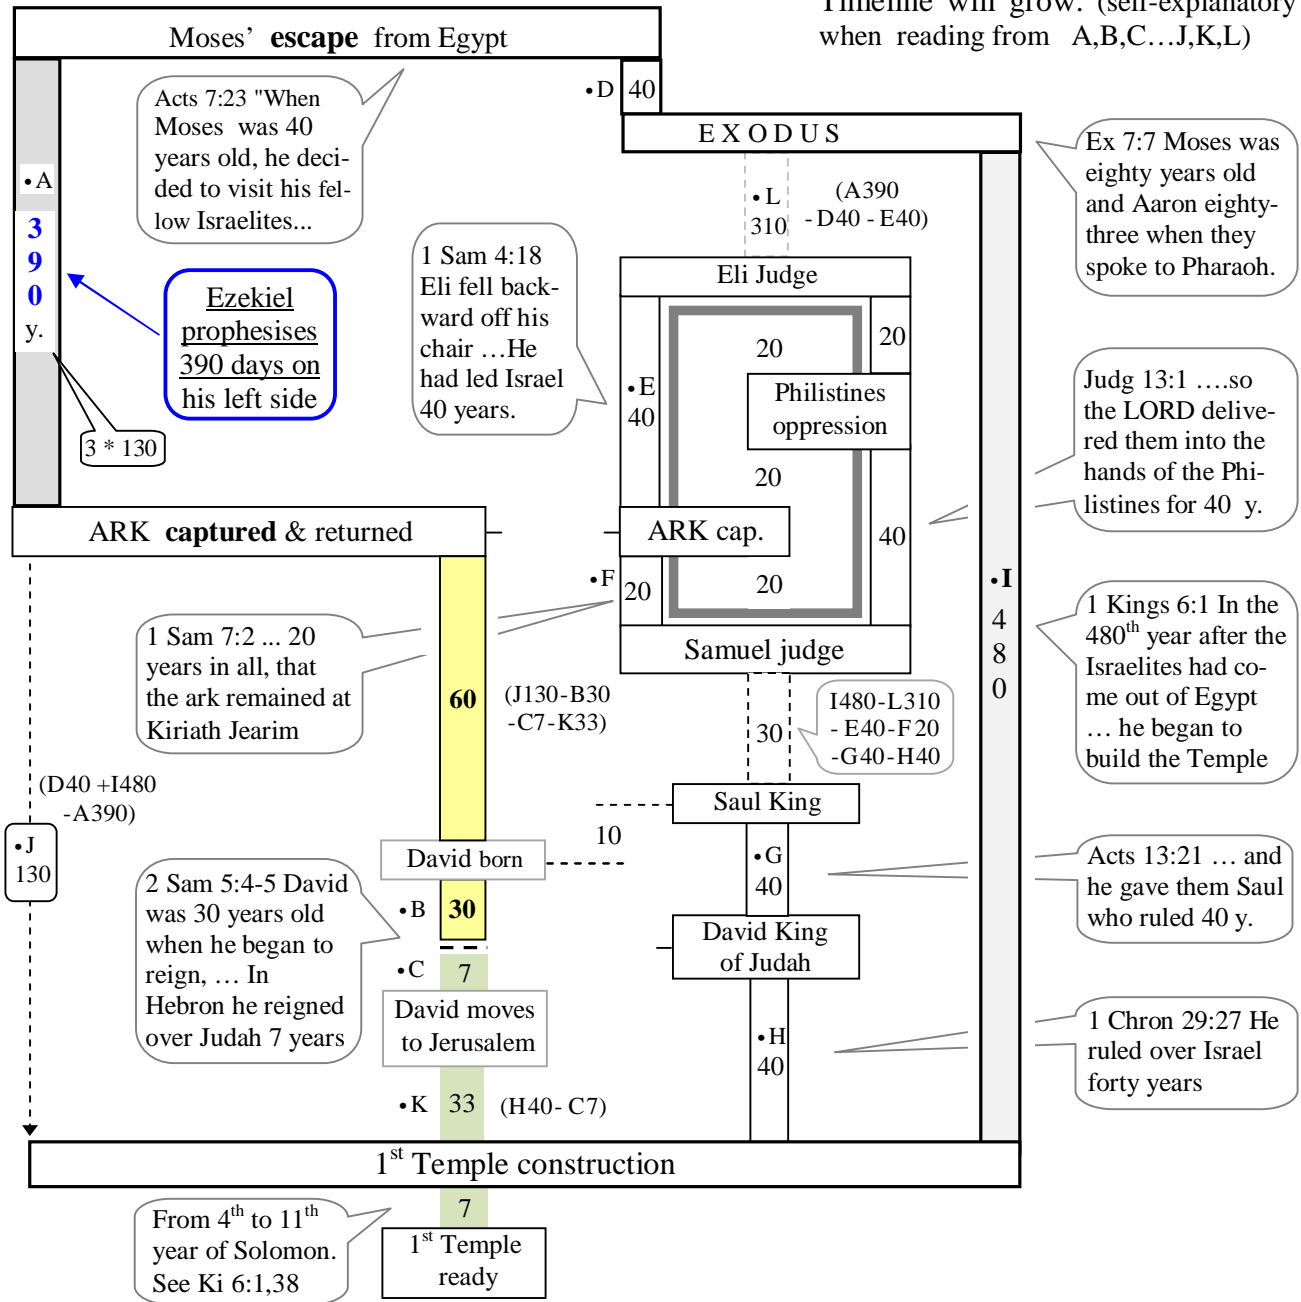 Timeline will grow. (self-explanatory
when reading from A,B,C…J,K,L)
Moses' escape from Egypt
•D 40
EXODUS
Acts 7:23 "When
Moses was 40
years old, he deci-
ded to visit his fel-
low Israelites...
Ex 7:7 Moses was
eighty years old
and Aaron eighty-
three when they
spoke to Pharaoh.
•A
3
9
0
y.
•L
310
(A390
- D40 - E40)
1 Sam 4:18
Eli fell back-
ward off his
chair …He
had led Israel
40 years.
Ezekiel
prophesises
390 days on
his left side
3 * 130
Eli Judge
•E
40
20
20
Philistines
oppression
20
40
Judg 13:1 ….so
the LORD delive-
red them into the
hands of the Phi-
listines for 40 y.
ARK captured & returned
ARK cap.
•F 20
20
Samuel judge
•I
4
8
0
1 Sam 7:2 ... 20
years in all, that
the ark remained at
Kiriath Jearim
60
(J130-B30
-C7-K33)
30
I480-L310
- E40-F20
-G40-H40
1 Kings 6:1 In the
480th year after the
Israelites had co-
me out of Egypt
… he began to
build the Temple
(D40 +I480
-A390)
•J
130
Saul King
10
David born
•G
40
Acts 13:21 … and
he gave them Saul
who ruled 40 y.
2 Sam 5:4-5 David
was 30 years old
when he began to
reign, … In
Hebron he reigned
over Judah 7 years
•B 30
David King
of Judah
•C 7
David moves
to Jerusalem
•H
40
1 Chron 29:27 He
ruled over Israel
forty years
•K 33 (H40- C7)
1st Temple construction
7
From 4th to 11th
year of Solomon.
See Ki 6:1,38
1st Temple
ready